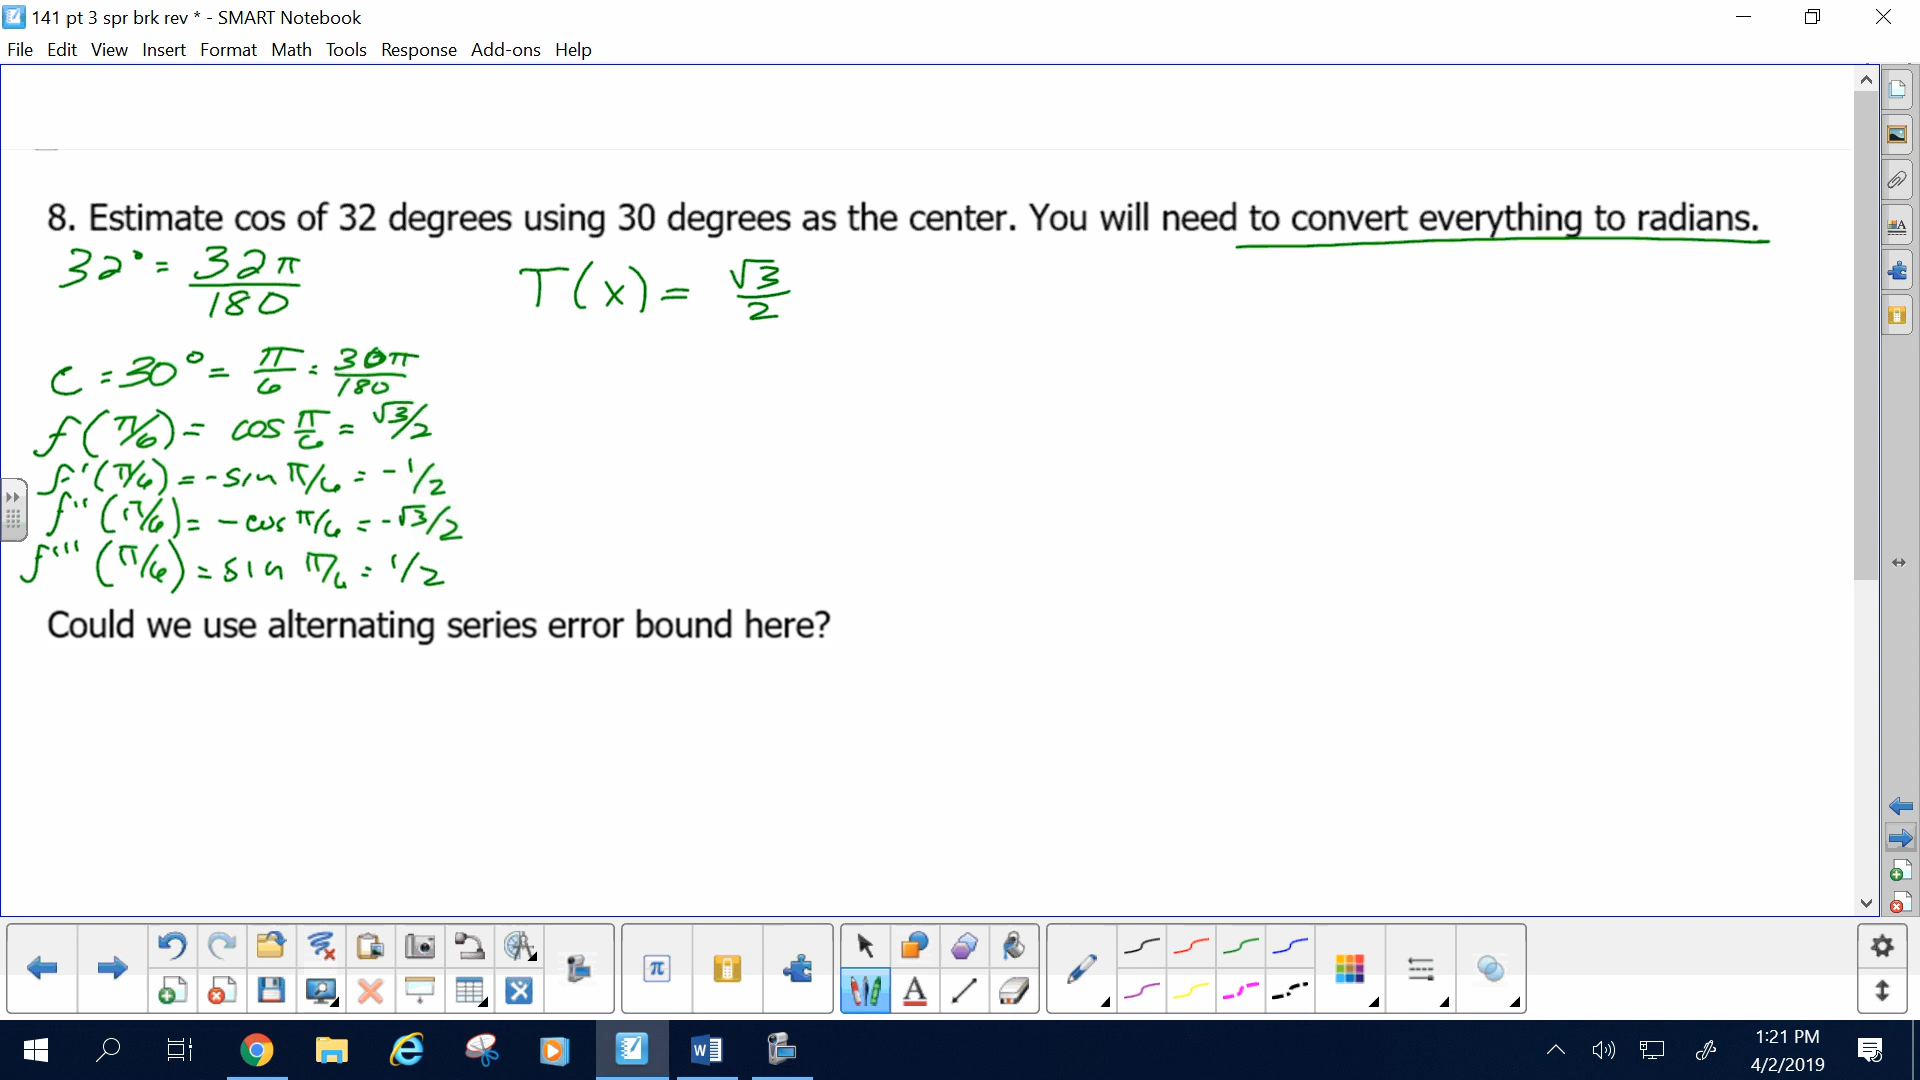 141 pt 3 spr brk rev * - SMART Notebook
File Edit View Insert Format Math Tools Response Add-ons Help
8. Estimate cos of 32 degrees using 30 degrees as the center. You will need to convert everything to radians.
32° = 32π/180
T(x) = √3/2
c = 30° = π/6 = 30π/180
f(π/6) = cos π/6 = √3/2
f'(π/6) = -sin π/6 = -1/2
f''(π/6) = -cos π/6 = -√3/2
f'''(π/6) = sin π/6 = 1/2
Could we use alternating series error bound here?
1:21 PM
4/2/2019